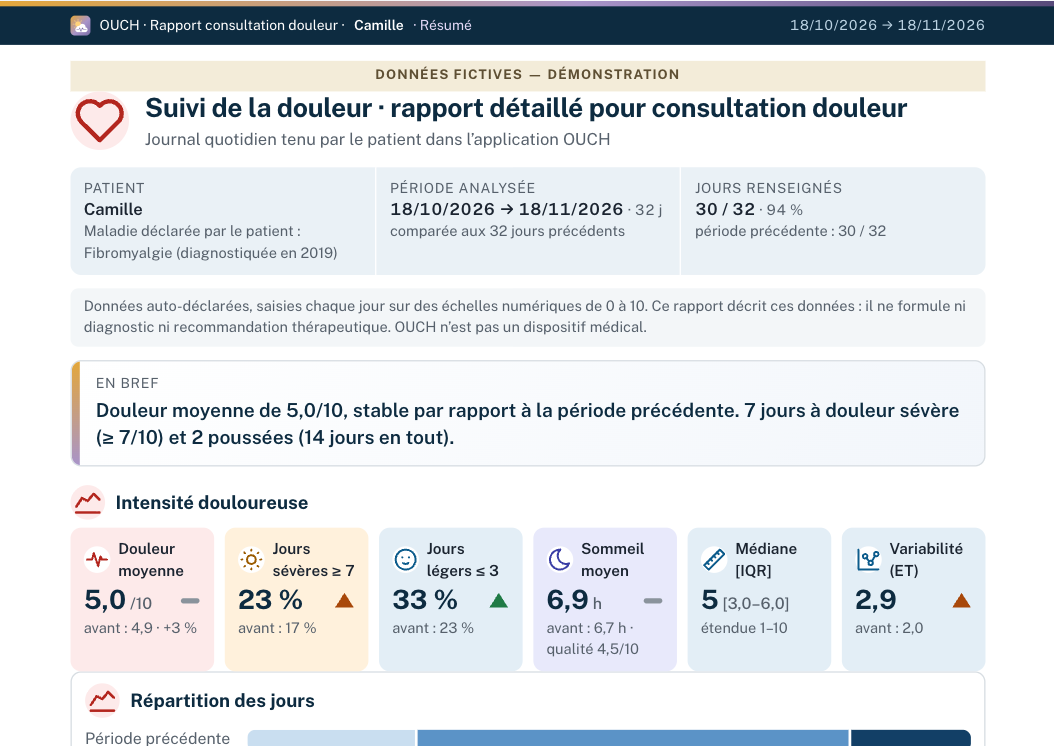 OUCH · Rapport consultation douleur · Camille · Résumé
18/10/2026 → 18/11/2026
DONNÉES FICTIVES — DÉMONSTRATION
Suivi de la douleur · rapport détaillé pour consultation douleur
Journal quotidien tenu par le patient dans l’application OUCH
PATIENT
Camille
Maladie déclarée par le patient :
Fibromyalgie (diagnostiquée en 2019)
PÉRIODE ANALYSÉE
18/10/2026 → 18/11/2026 · 32 j
comparée aux 32 jours précédents
JOURS RENSEIGNÉS
30 / 32 · 94 %
période précédente : 30 / 32
Données auto-déclarées, saisies chaque jour sur des échelles numériques de 0 à 10. Ce rapport décrit ces données : il ne formule ni
diagnostic ni recommandation thérapeutique. OUCH n’est pas un dispositif médical.
EN BREF
Douleur moyenne de 5,0/10, stable par rapport à la période précédente. 7 jours à douleur sévère
(≥ 7/10) et 2 poussées (14 jours en tout).
Intensité douloureuse
Douleur
moyenne
5,0 /10
avant : 4,9 · +3 %
Jours
sévères ≥ 7
23 %
avant : 17 %
Jours
légers ≤ 3
33 %
avant : 23 %
Sommeil
moyen
6,9 h
avant : 6,7 h ·
qualité 4,5/10
Médiane
[IQR]
5 [3,0–6,0]
étendue 1–10
Variabilité
(ET)
2,9
avant : 2,0
Répartition des jours
Période précédente